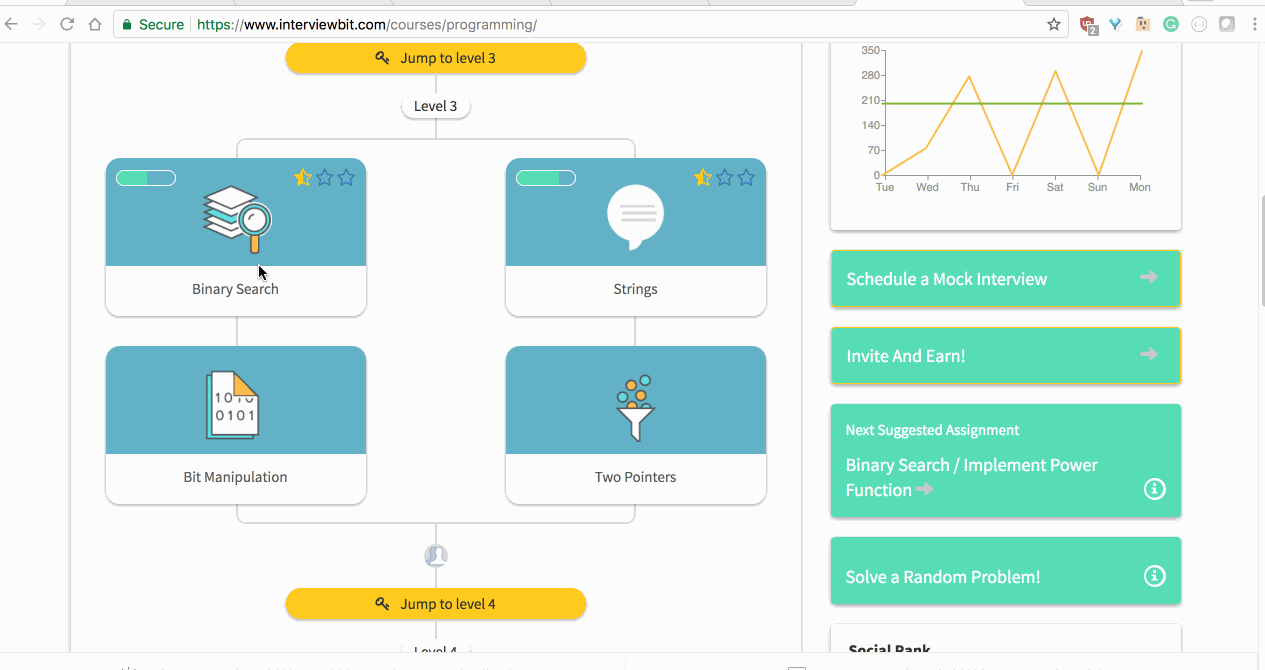 Secure
https://www.interviewbit.com/courses/programming/
2
Jump to level 3
Level 3
Binary Search
Strings
1010
0101
Bit Manipulation
Two Pointers
Jump to level 4
Level 4
350
280
210
140
70
0
Tue Wed Thu Fri Sat Sun Mon
Schedule a Mock Interview
Invite And Earn!
Next Suggested Assignment
Binary Search / Implement Power
Function
Solve a Random Problem!
Social Rank